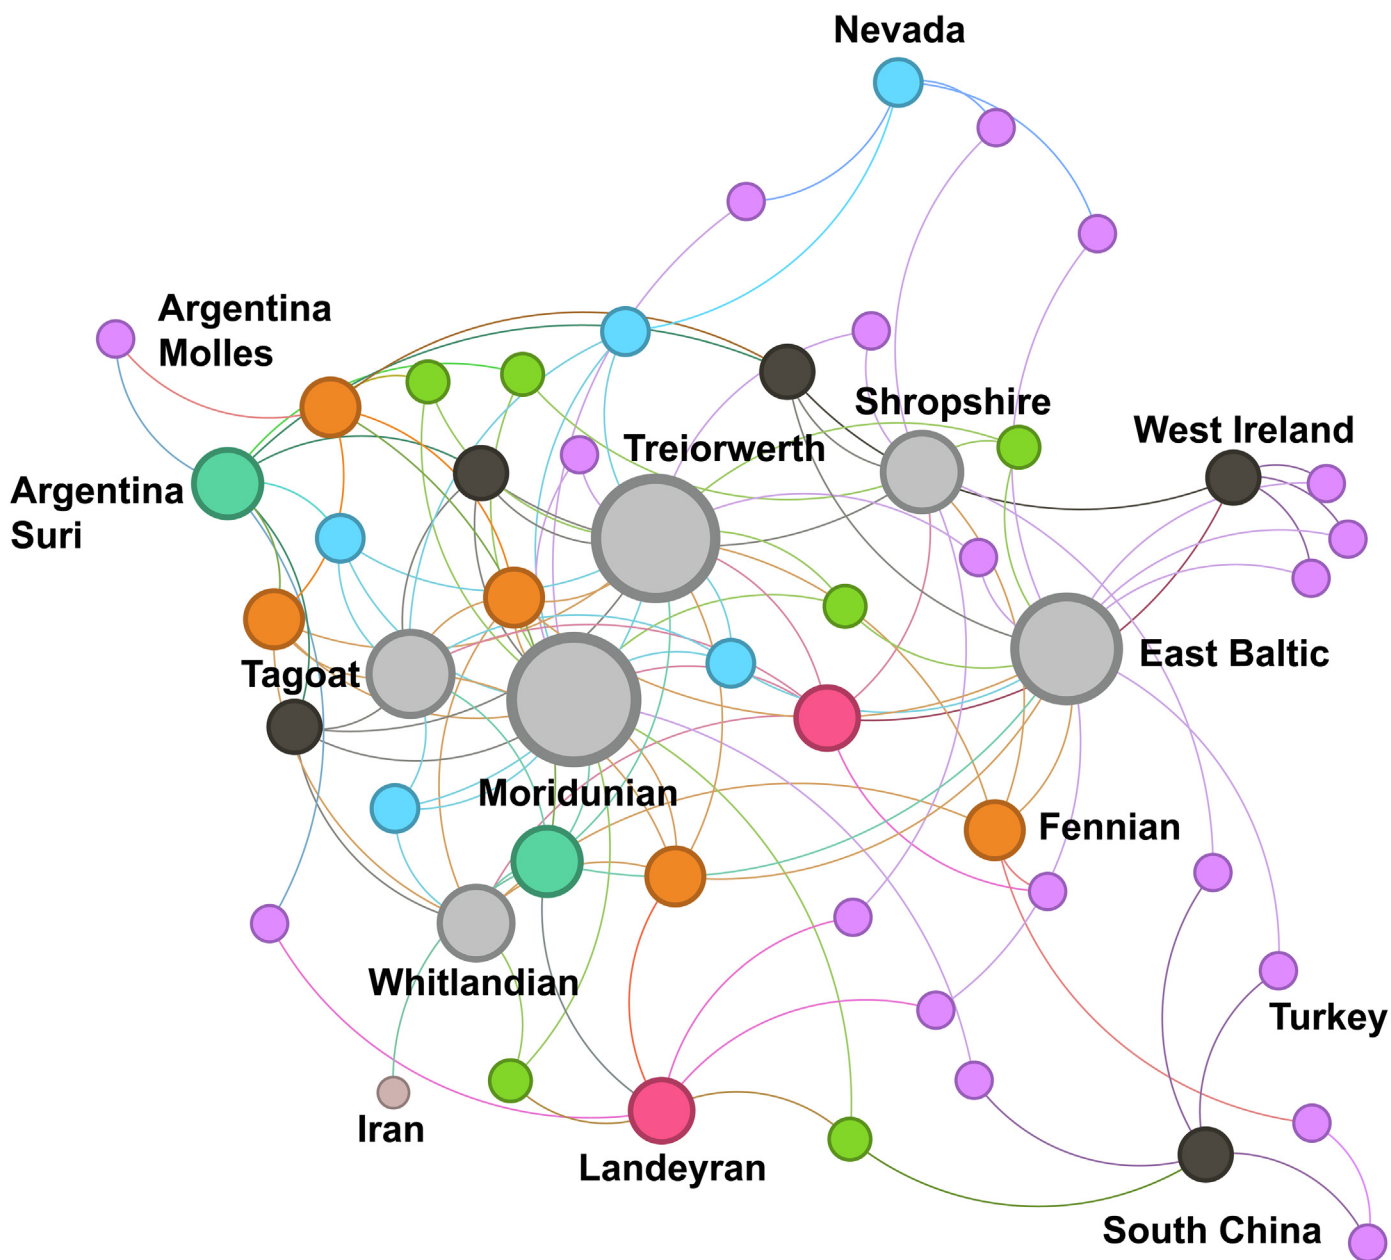 Nevada
Argentina
Molles
Shropshire
West Ireland
Treiorwerth
Argentina
Suri
East Baltic
Tagoat
Moridunian
Fennian
Whitlandian
Turkey
Iran
Landeyran
South China